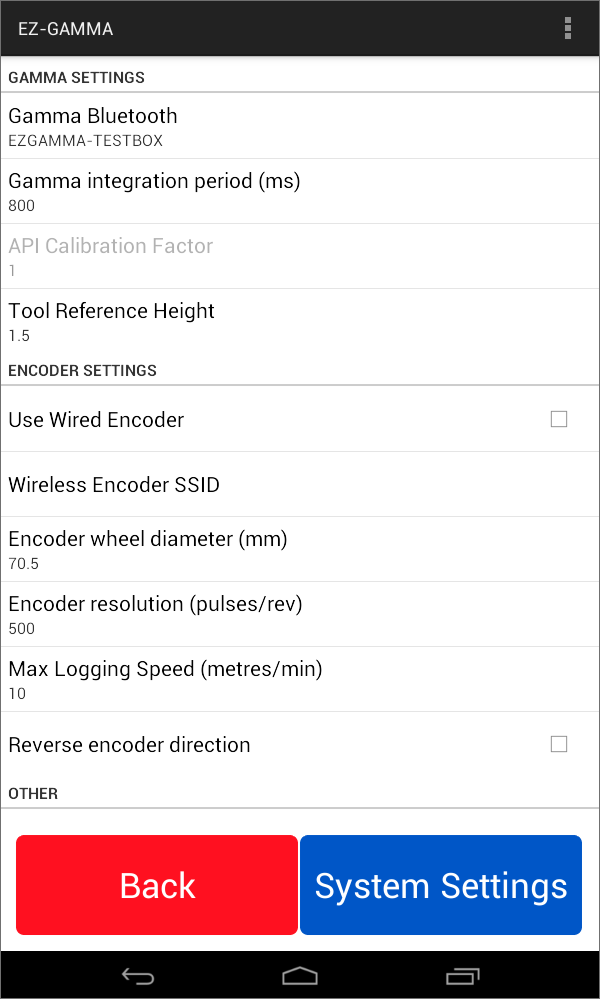 EZ-GAMMA
GAMMA SETTINGS
Gamma Bluetooth
EZGAMMA-TESTBOX
Gamma integration period (ms)
800
API Calibration Factor
1
Tool Reference Height
1.5
ENCODER SETTINGS
Use Wired Encoder
Wireless Encoder SSID
Encoder wheel diameter (mm)
70.5
Encoder resolution (pulses/rev)
500
Max Logging Speed (metres/min)
10
Reverse encoder direction
OTHER
Back
System Settings